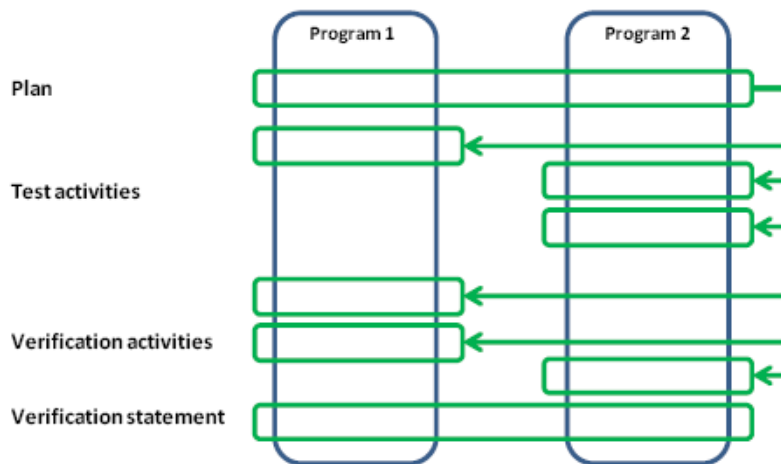 Program 1
Program 2
Plan
Test activities
Verification activities
Verification statement